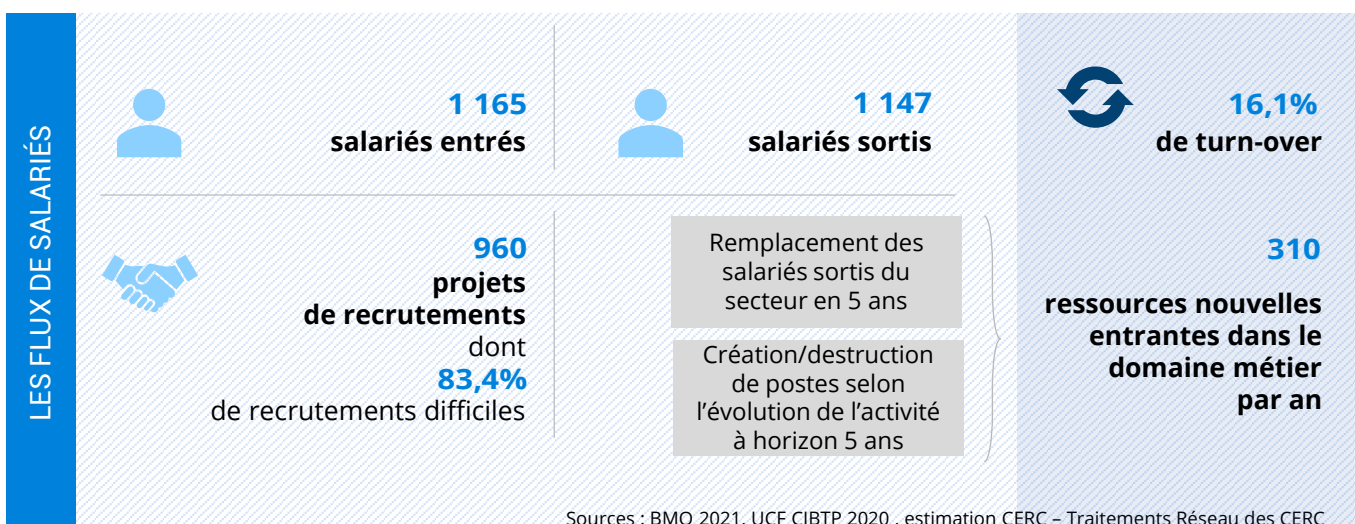 LES FLUX DE SALARIÉS
1 165
salariés entrés
1 147
salariés sortis
16,1%
de turn-over
960
projets
de recrutements
dont
83,4%
de recrutements difficiles
Remplacement des
salariés sortis du
secteur en 5 ans
Création/destruction
de postes selon
l’évolution de l’activité
à horizon 5 ans
310
ressources nouvelles
entrantes dans le
domaine métier
par an
Sources : BMO 2021, UCF CIBTP 2020 , estimation CERC – Traitements Réseau des CERC